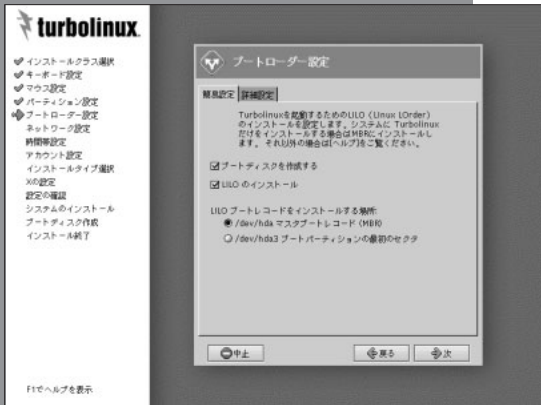 turbolinux
インストールクラス選択
キーボード設定
マウス設定
パーティション設定
ブートローダー設定
ネットワーク設定
時間帯設定
アカウント設定
インストールタイプ選択
Xの設定
設定の確認
システムのインストール
ブートディスク作成
インストール終了
F1でヘルプを表示
ブートローダー設定
簡易設定 詳細設定
Turbolinuxを起動するためのLILO (Linux LOrder)
のインストールを設定します。システムに Turbolinux
だけをインストールする場合はMBRにインストールし
ます。それ以外の場合は[ヘルプ]をご覧ください。
ブートディスクを作成する
LILO のインストール
LILO ブートレコードをインストールする場所:
/dev/hda マスタブートレコード (MBR)
/dev/hda3 ブートパーティションの最初のセクタ
中止 戻る 次